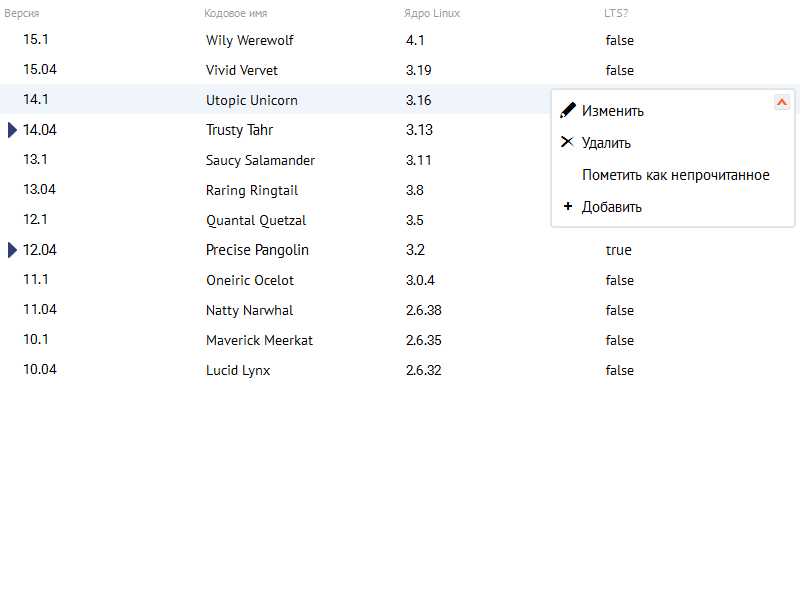 Версия Кодовое имя Ядро Linux LTS?
15.1 Wily Werewolf 4.1 false
15.04 Vivid Vervet 3.19 false
14.1 Utopic Unicorn 3.16
Изменить
14.04 Trusty Tahr 3.13
Удалить
13.1 Saucy Salamander 3.11
Пометить как непрочитанное
13.04 Raring Ringtail 3.8
Добавить
12.1 Quantal Quetzal 3.5
12.04 Precise Pangolin 3.2 true
11.1 Oneiric Ocelot 3.0.4 false
11.04 Natty Narwhal 2.6.38 false
10.1 Maverick Meerkat 2.6.35 false
10.04 Lucid Lynx 2.6.32 false